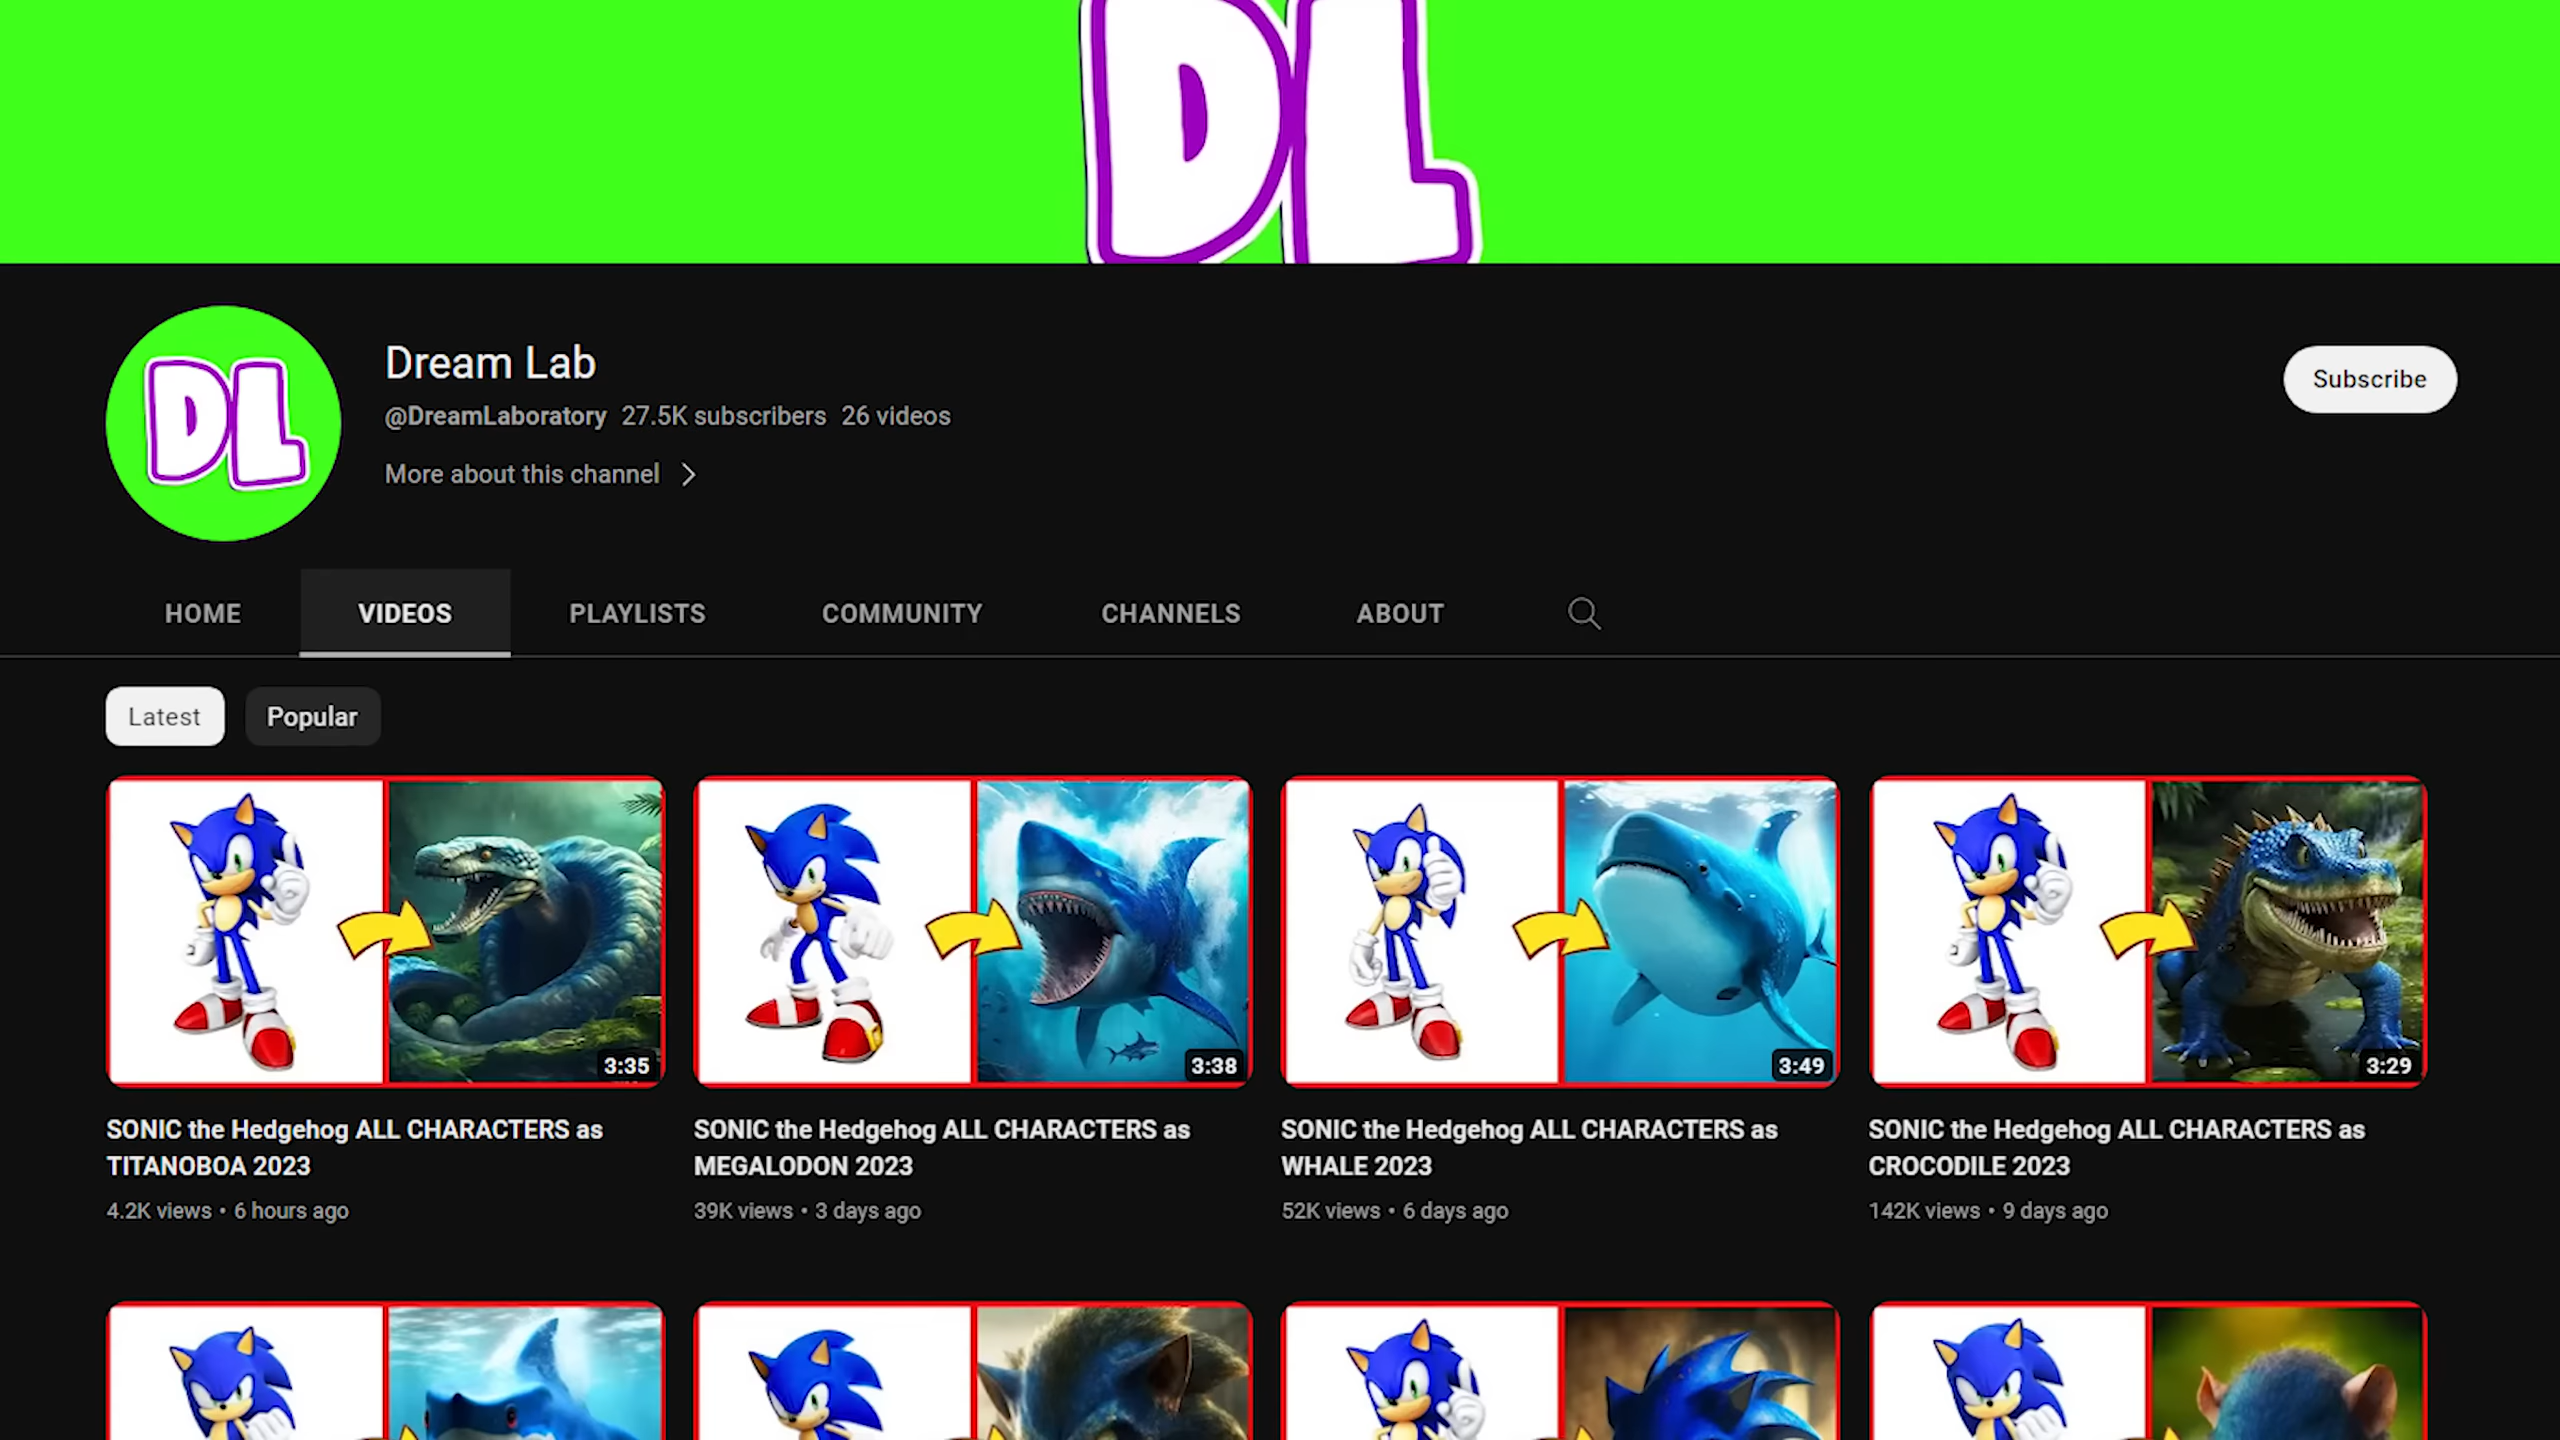 DL
DL
Dream Lab
@DreamLaboratory 27.5K subscribers 26 videos
More about this channel
Subscribe
HOME VIDEOS PLAYLISTS COMMUNITY CHANNELS ABOUT
Latest Popular
3:35
3:38
3:49
3:29
SONIC the Hedgehog ALL CHARACTERS as
TITANOBOA 2023
4.2K views • 6 hours ago
SONIC the Hedgehog ALL CHARACTERS as
MEGALODON 2023
39K views • 3 days ago
SONIC the Hedgehog ALL CHARACTERS as
WHALE 2023
52K views • 6 days ago
SONIC the Hedgehog ALL CHARACTERS as
CROCODILE 2023
142K views • 9 days ago